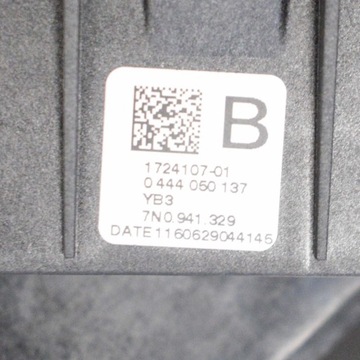 B
1724107-01
0 444 050 137
YB3
7N0.941.329
DATE1160629044145